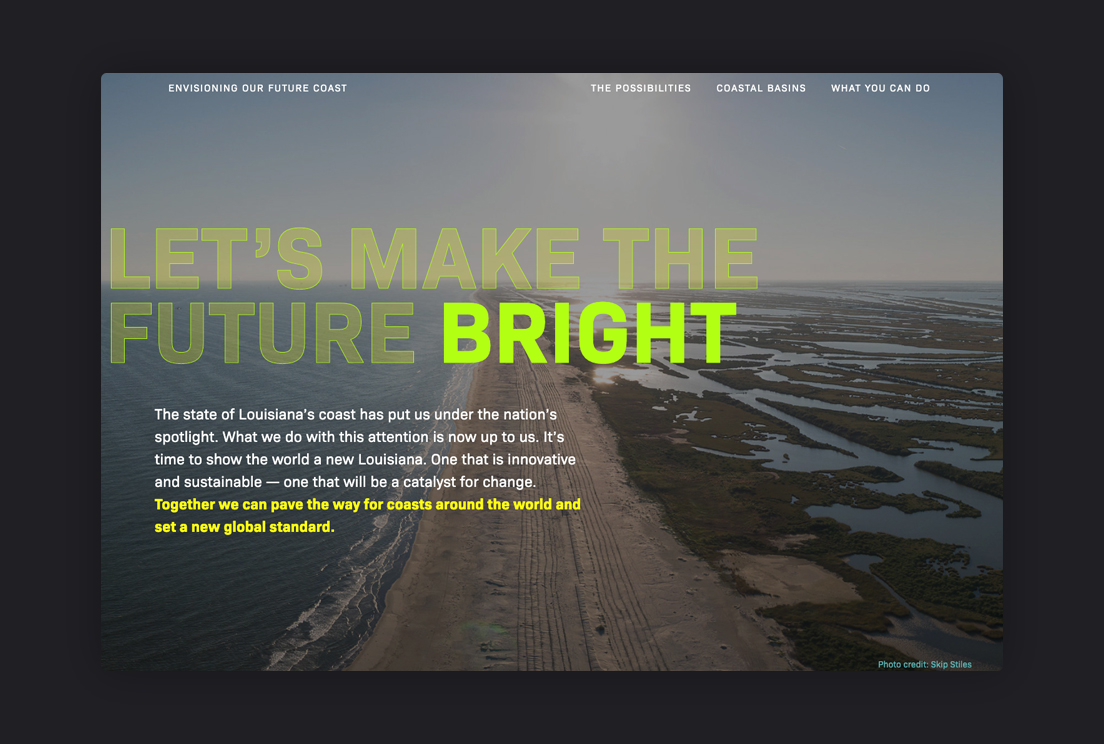 ENVISIONING OUR FUTURE COAST
THE POSSIBILITIES
COASTAL BASINS
WHAT YOU CAN DO
LET’S MAKE THE
FUTURE BRIGHT
The state of Louisiana’s coast has put us under the nation’s
spotlight. What we do with this attention is now up to us. It’s
time to show the world a new Louisiana. One that is innovative
and sustainable — one that will be a catalyst for change.
Together we can pave the way for coasts around the world and
set a new global standard.
Photo credit: Skip Stiles